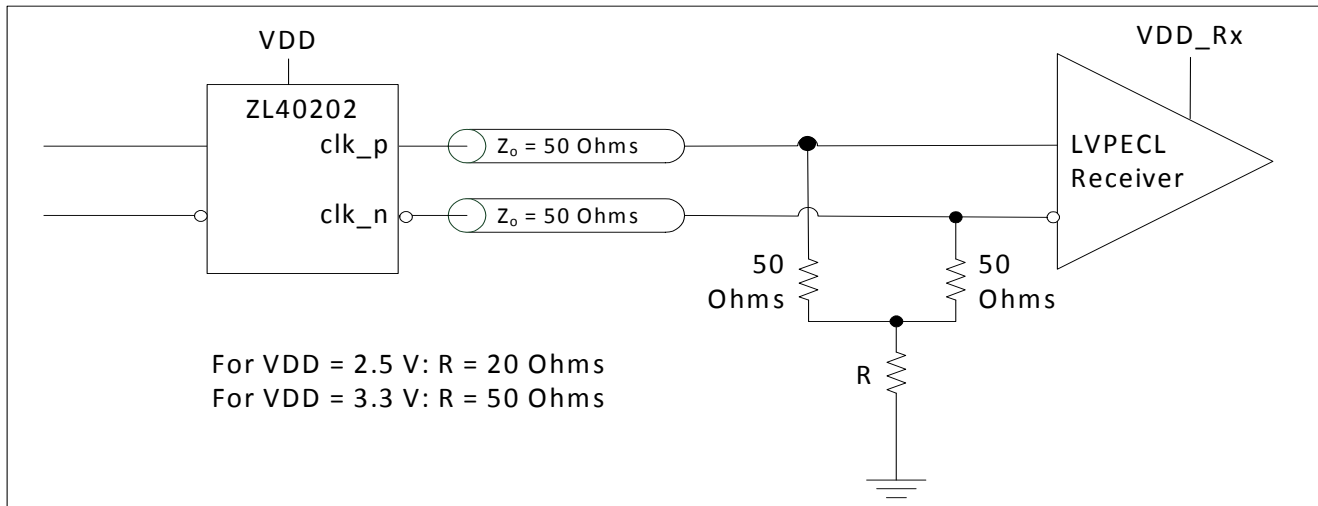 VDD
VDD_Rx
ZL40202
clk_p
Zo = 50 Ohms
LVPECL
Receiver
clk_n
Zo = 50 Ohms
50
Ohms
50
Ohms
For VDD = 2.5 V: R = 20 Ohms
For VDD = 3.3 V: R = 50 Ohms
R